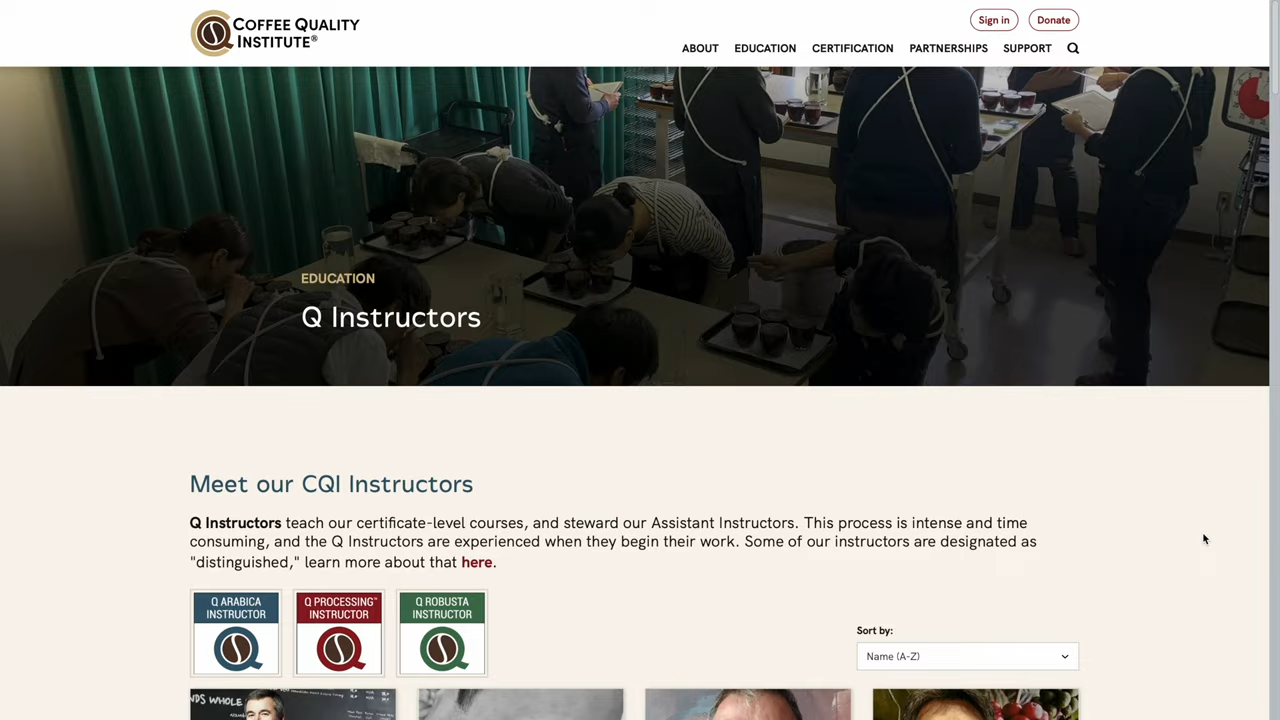 COFFEE QUALITY
INSTITUTE®
Sign in
Donate
ABOUT
EDUCATION
CERTIFICATION
PARTNERSHIPS
SUPPORT
EDUCATION
Q Instructors
Meet our CQI Instructors
Q Instructors teach our certificate-level courses, and steward our Assistant Instructors. This process is intense and time
consuming, and the Q Instructors are experienced when they begin their work. Some of our instructors are designated as
"distinguished," learn more about that here.
Q ARABICA
INSTRUCTOR
Q PROCESSING™
INSTRUCTOR
Q ROBUSTA
INSTRUCTOR
Sort by:
Name (A-Z)
WHOLE